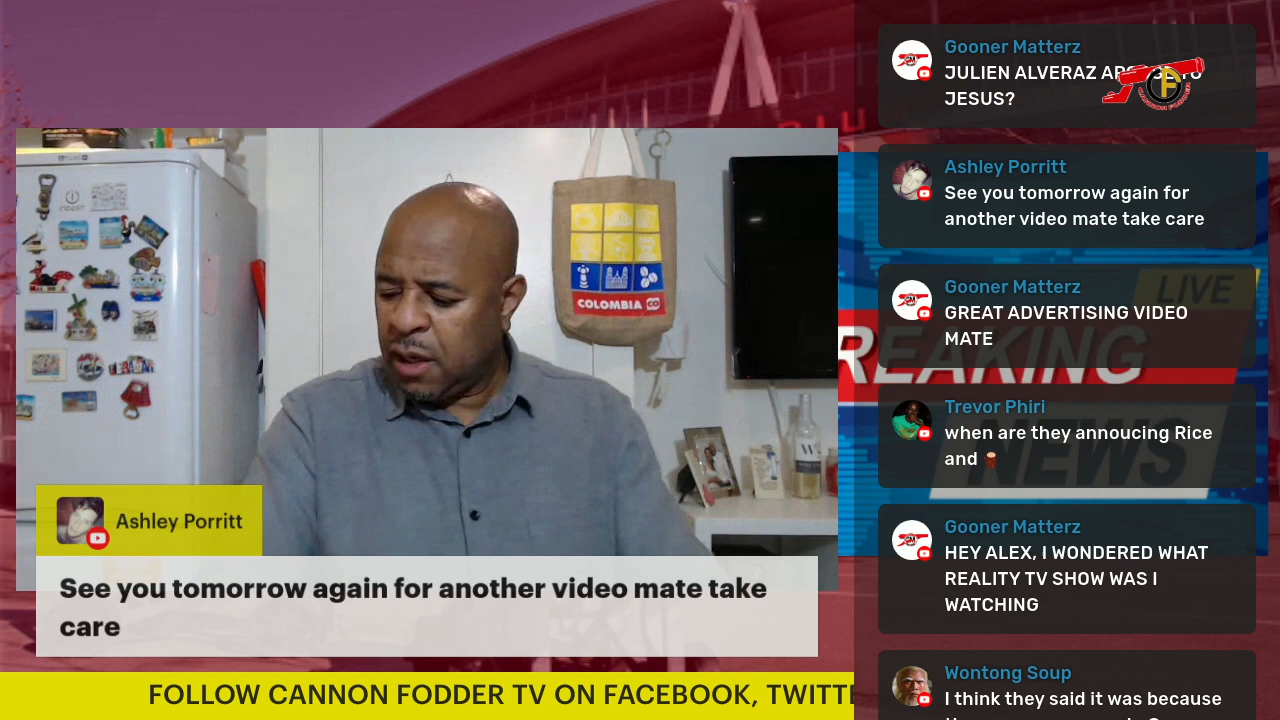 Gooner Matterz
JULIEN ALVERAZ
JESUS?
Ashley Porritt
See you tomorrow again for
another video mate take care
Gooner Matterz
GREAT ADVERTISING VIDEO
MATE
LIVE
REAKING
NEWS
Trevor Phiri
when are they annoucing Rice
and
Gooner Matterz
HEY ALEX, I WONDERED WHAT
REALITY TV SHOW WAS I
WATCHING
Wontong Soup
I think they said it was because
COLOMBIA CO
Ashley Porritt
See you tomorrow again for another video mate take
care
FOLLOW CANNON FODDER TV ON FACEBOOK, TWITTE
CANNON FODDER